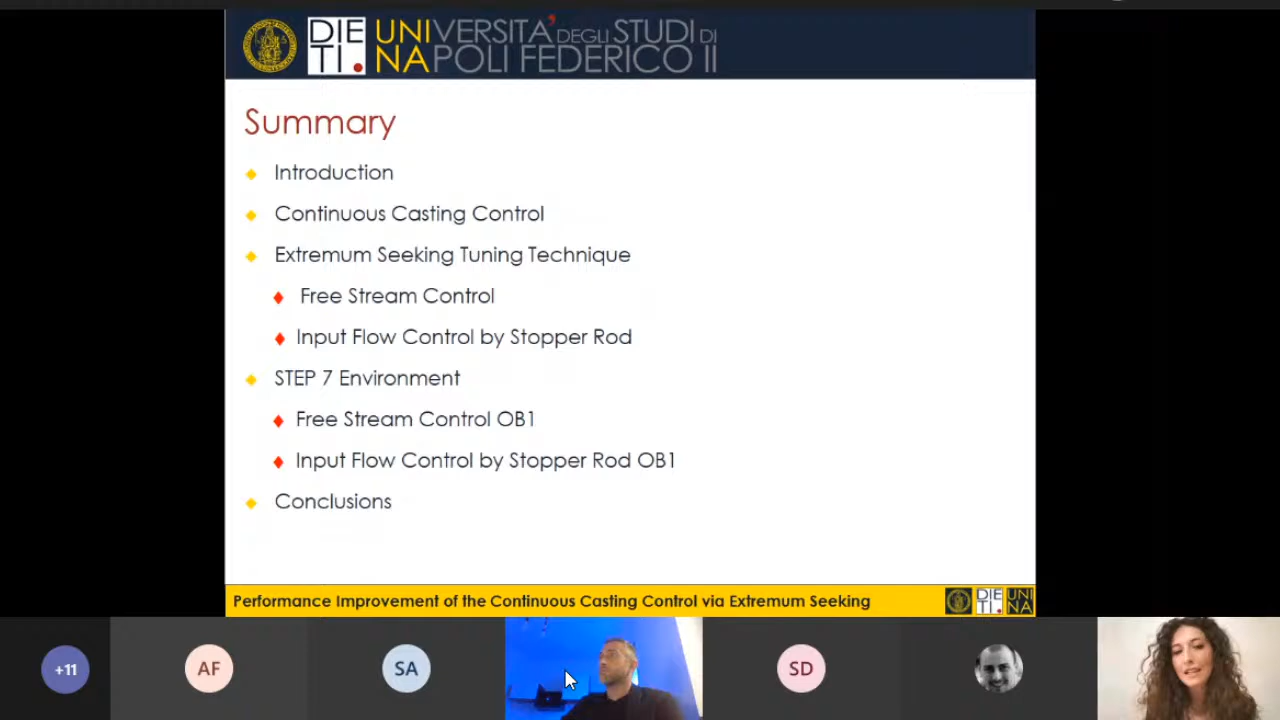 DIE
TI.
UNIVERSITA' DEGLI STUDI DI
NAPOLI FEDERICO II
Summary
Introduction
Continuous Casting Control
Extremum Seeking Tuning Technique
Free Stream Control
Input Flow Control by Stopper Rod
STEP 7 Environment
Free Stream Control OB1
Input Flow Control by Stopper Rod OB1
Conclusions
Performance Improvement of the Continuous Casting Control via Extremum Seeking
DIE
TI.
UNI
NA
+11
AF
SA
SD